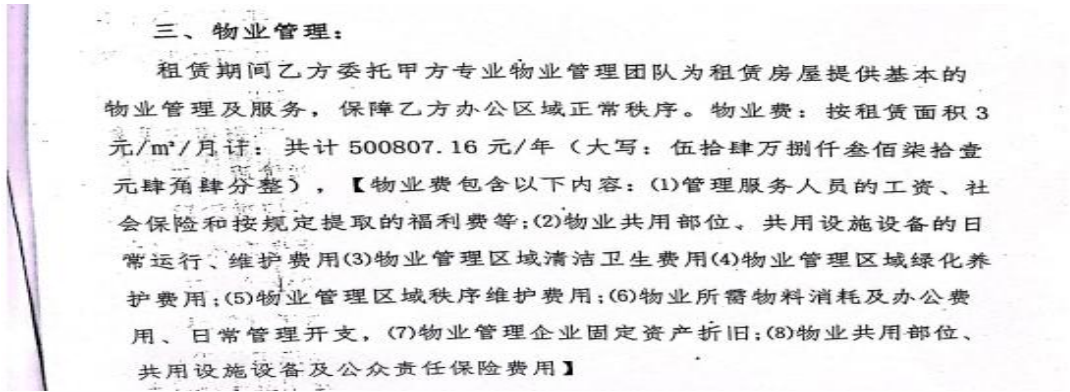 三、物业管理：
租赁期间乙方委托甲方专业物业管理团队为租赁房屋提供基本的
物业管理及服务，保障乙方办公区域正常秩序。物业费：按租赁面积3
元/m²/月计：共计500807.16元/年（大写：伍拾肆万捌仟叁佰柒拾壹
元肆角肆分整），【物业费包含以下内容：(1)管理服务人员的工资、社
会保险和按规定提取的福利费等；(2)物业共用部位、共用设施设备的日
常运行、维护费用(3)物业管理区域清洁卫生费用(4)物业管理区域绿化养
护费用；(5)物业管理区域秩序维护费用；(6)物业所需物料消耗及办公费
用、日常管理开支，(7)物业管理企业固定资产折旧；(8)物业共用部位、
共用设施设备及公众责任保险费用】